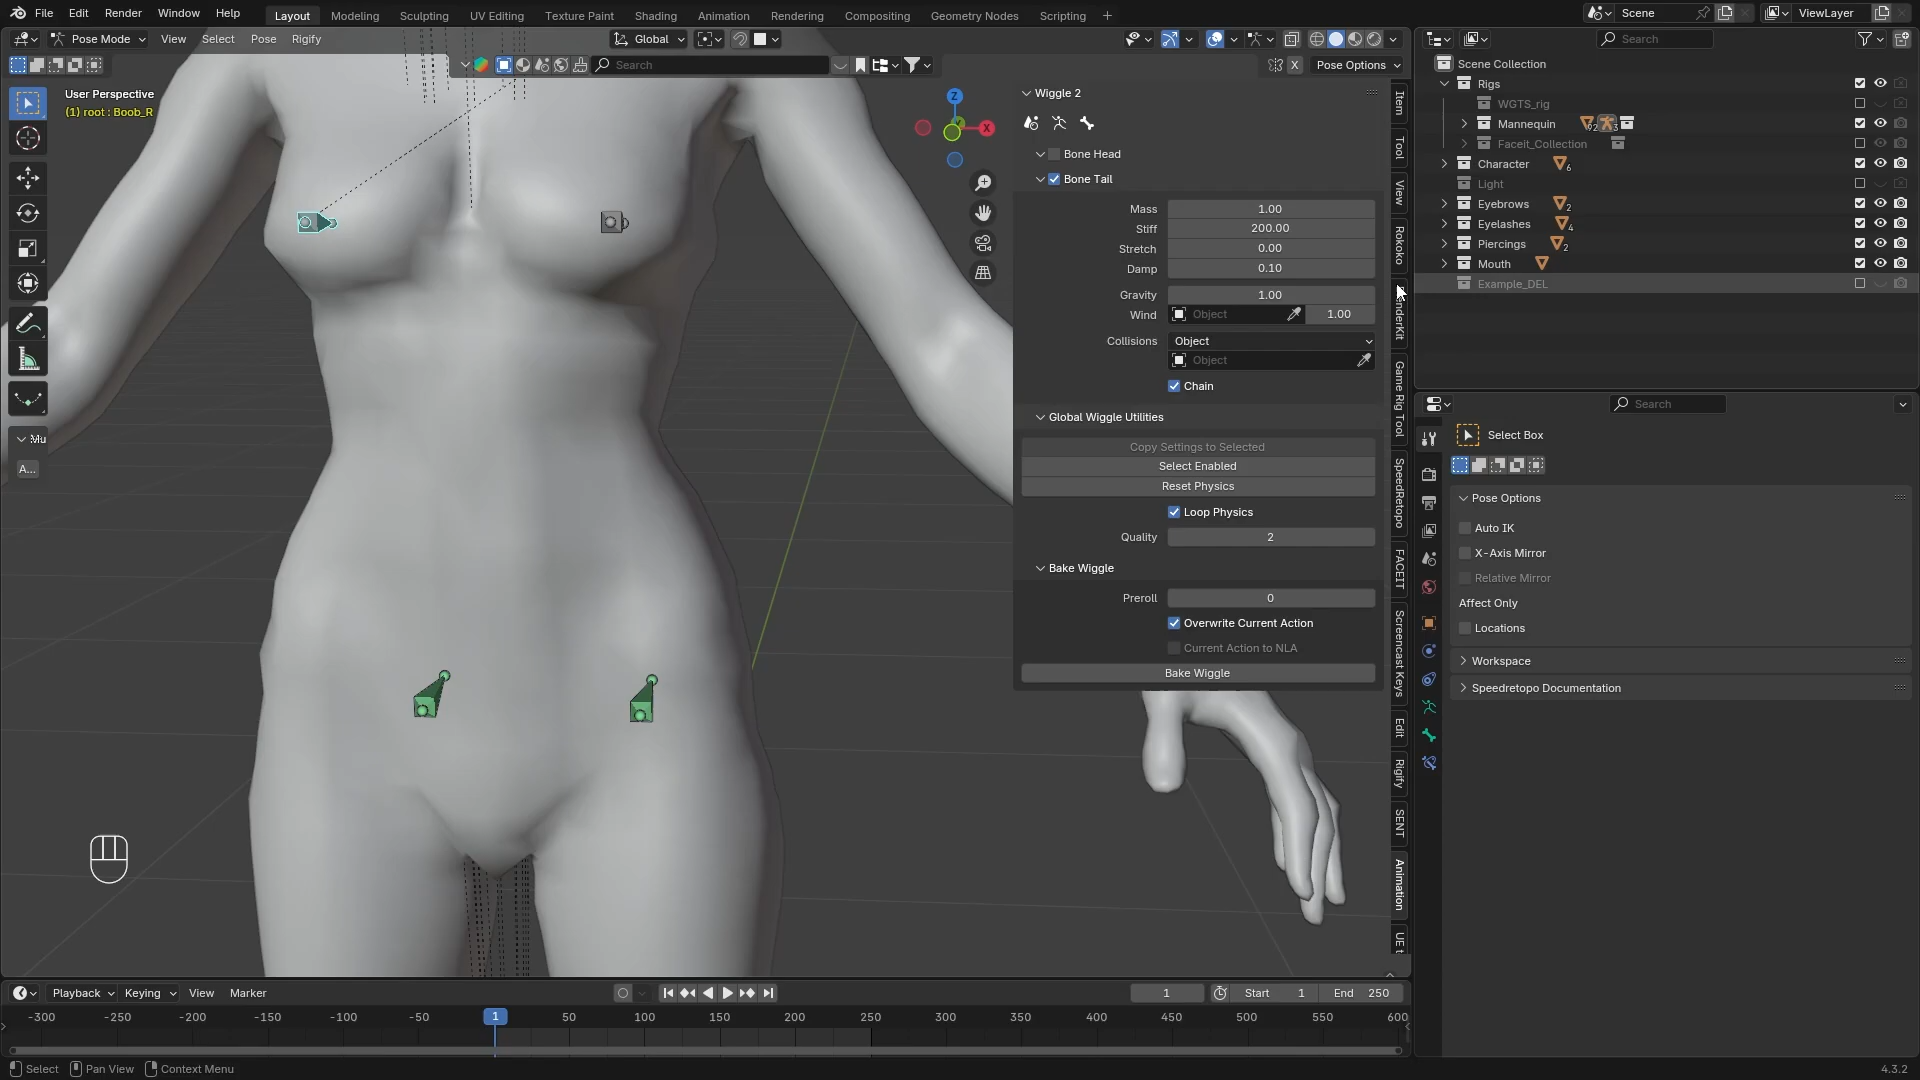 File Edit Render Window Help
Layout Modeling Sculpting UV Editing Texture Paint Shading Animation Rendering Compositing Geometry Nodes Scripting
Scene
ViewLayer
Pose Mode View Select Pose Rigify
Global
Search
X
Pose Options
User Perspective
(1) root : Boob_R
Z
Y
X
Mu
A...
Wiggle 2
Bone Head
Bone Tail
Mass 1.00
Stiff 200.00
Stretch 0.00
Damp 0.10
Gravity 1.00
Wind Object 1.00
Collisions Object
Object
Chain
Global Wiggle Utilities
Copy Settings to Selected
Select Enabled
Reset Physics
Loop Physics
Quality 2
Bake Wiggle
Preroll 0
Overwrite Current Action
Current Action to NLA
Bake Wiggle
Item
Tool
View
Rokoko
Game Rig Tool
SpeedRetopo
FACEIT
Screencast Keys
Edit
Rigify
SENT
Animation
UE t
Search
Scene Collection
Rigs
WGTS_rig
Mannequin 92 3
Faceit_Collection
Character 6
Light
Eyebrows 2
Eyelashes 4
Piercings 2
Mouth
Example_DEL
Search
Select Box
Pose Options
Auto IK
X-Axis Mirror
Relative Mirror
Affect Only
Locations
Workspace
Speedretopo Documentation
Playback Keying View Marker
1
Start 1 End 250
-300 -250 -200 -150 -100 -50 1 50 100 150 200 250 300 350 400 450 500 550 600
Select Pan View Context Menu
4.3.2